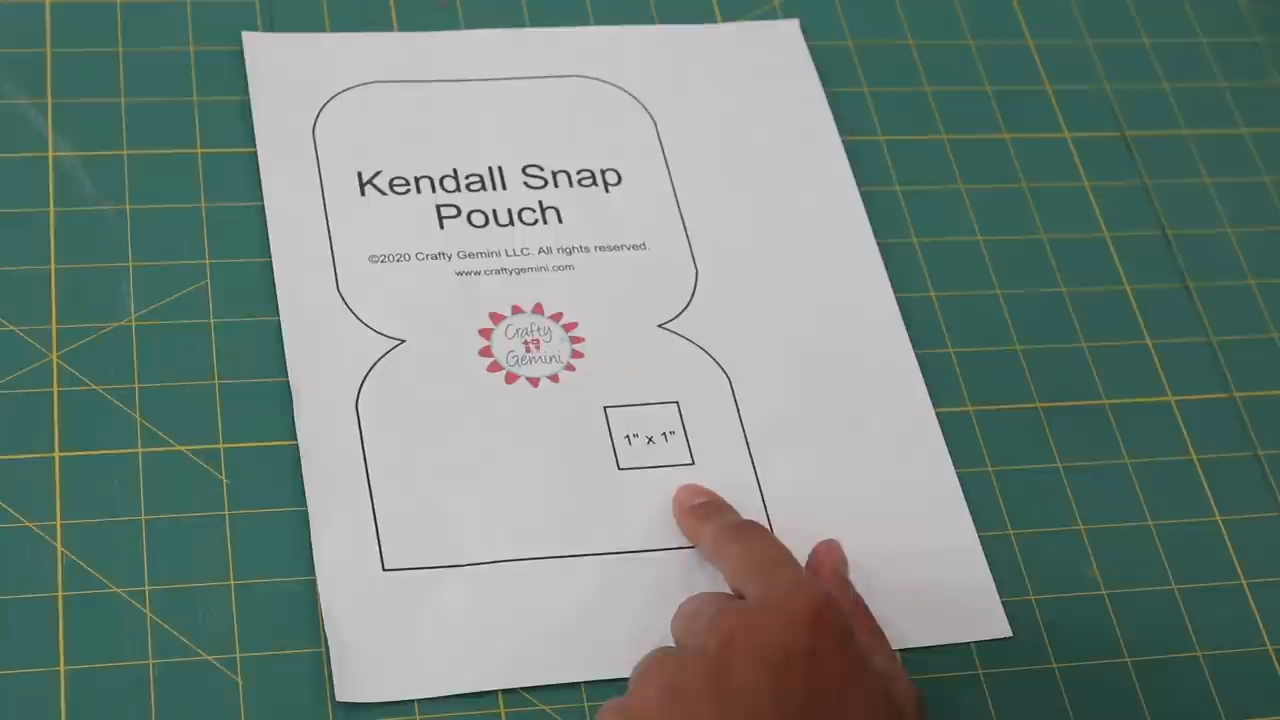 Kendall Snap
Pouch
©2020 Crafty Gemini LLC. All rights reserved.
www.craftygemini.com
Crafty
Gemini
1" x 1"